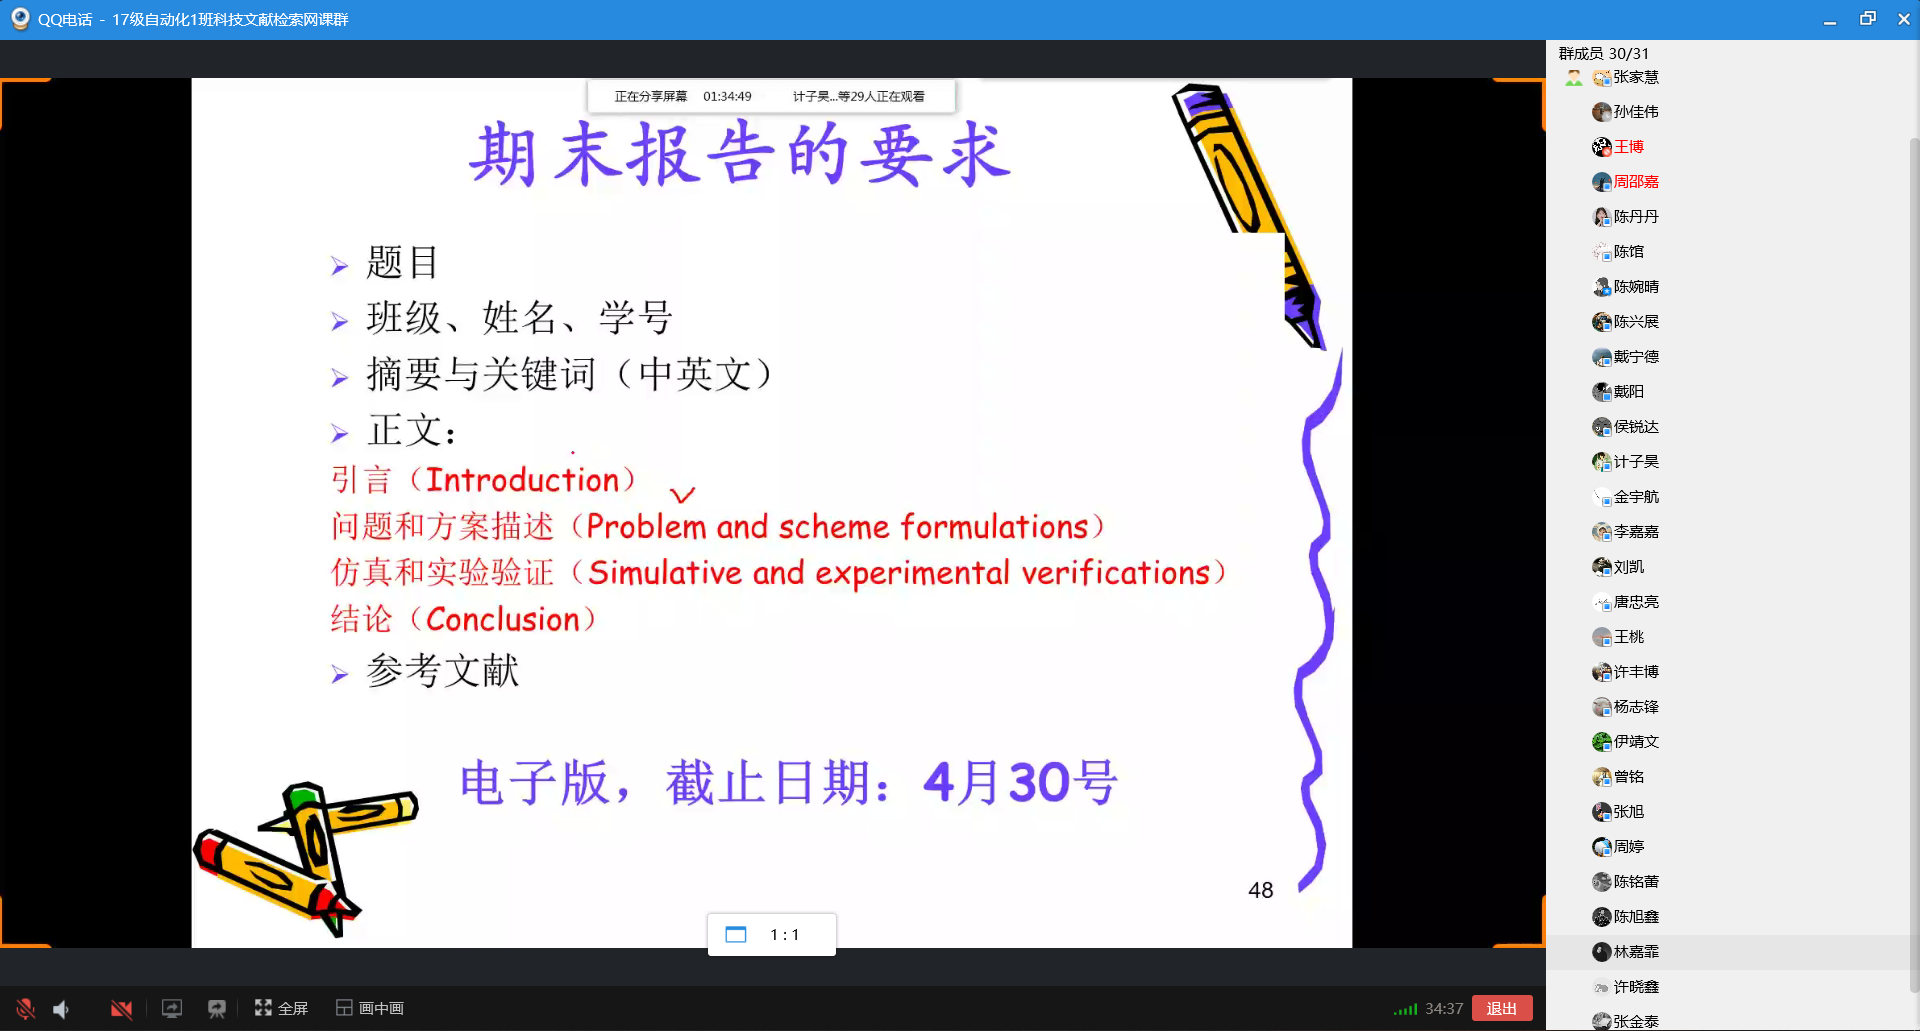 QQ电话 - 17级自动化1班科技文献检索网课群
正在分享屏幕 01:34:49 计子昊...等29人正在观看
期末报告的要求
题目
班级、姓名、学号
摘要与关键词（中英文）
正文：
引言（Introduction）
问题和方案描述（Problem and scheme formulations）
仿真和实验验证（Simulative and experimental verifications）
结论（Conclusion）
参考文献
电子版，截止日期：4月30号
48
1 : 1
全屏 画中画 34:37 退出
群成员 30/31
张家慧
孙佳伟
王博
周邵嘉
陈丹丹
陈馆
陈婉晴
陈兴展
戴宁德
戴阳
侯锐达
计子昊
金宇航
李嘉嘉
刘凯
唐忠亮
王桃
许丰博
杨志锋
伊靖文
曾铭
张旭
周婷
陈铭蕾
陈旭鑫
林嘉霏
许晓鑫
张金泰